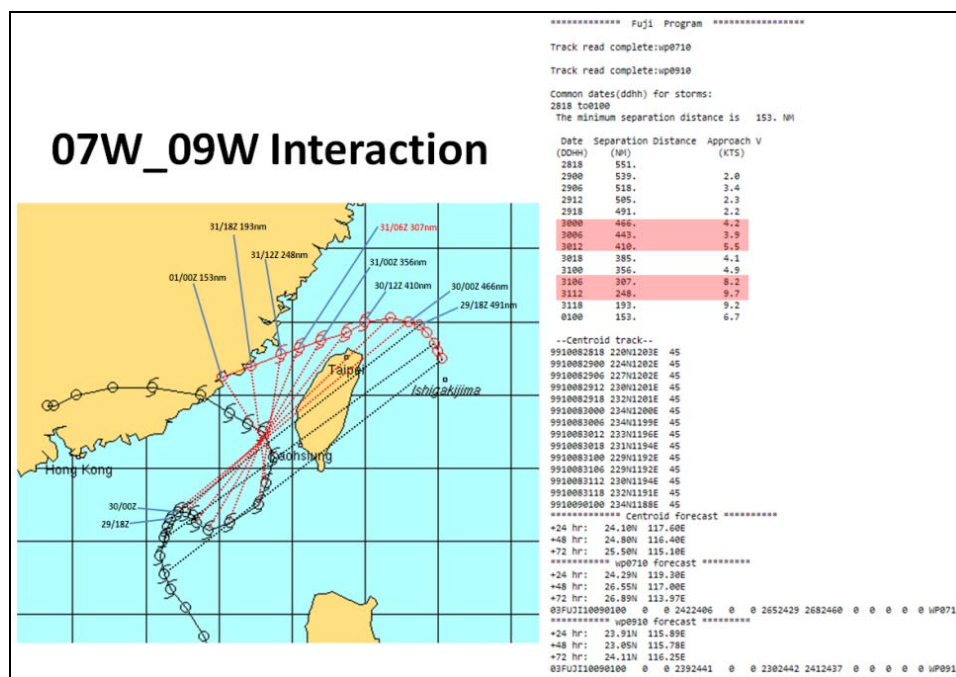 07W_09W Interaction
31/18Z 193nm
31/06Z 307nm
31/12Z 248nm
31/00Z 356nm
01/00Z 153nm
30/12Z 410nm
30/00Z 466nm
29/18Z 491nm
Taipei
Ishigakijima
Kaohsiung
Hong Kong
30/00Z
29/18Z
************* Fuji Program *****************
Track read complete:wp0710
Track read complete:wp0910
Common dates(ddhh) for storms:
2818 to0100
The minimum separation distance is 153. NM
Date Separation Distance Approach V
(DDHH) (NM) (KTS)
2818 551.
2900 539. 2.0
2906 518. 3.4
2912 505. 2.3
2918 491. 2.2
3000 466. 4.2
3006 443. 3.9
3012 410. 5.5
3018 385. 4.1
3100 356. 4.9
3106 307. 8.2
3112 248. 9.7
3118 193. 9.2
0100 153. 6.7
--Centroid track--
9910082818 220N1203E 45
9910082900 224N1202E 45
9910082906 227N1202E 45
9910082912 230N1201E 45
9910082918 232N1201E 45
9910083000 234N1200E 45
9910083006 234N1199E 45
9910083012 233N1196E 45
9910083018 231N1194E 45
9910083100 229N1192E 45
9910083106 229N1192E 45
9910083112 230N1194E 45
9910083118 232N1191E 45
9910090100 234N1188E 45
************* Centroid forecast **********
+24 hr: 24.10N 117.60E
+48 hr: 24.80N 116.40E
+72 hr: 25.50N 115.10E
*********** wp0710 forecast *********
+24 hr: 24.29N 119.30E
+48 hr: 26.55N 117.00E
+72 hr: 26.89N 113.97E
03FUJI10090100 0 0 2422406 0 0 2652429 2682460 0 0 0 0 0 WP071
*********** wp0910 forecast *********
+24 hr: 23.91N 115.89E
+48 hr: 23.05N 115.78E
+72 hr: 24.11N 116.25E
03FUJI10090100 0 0 2392441 0 0 2302442 2412437 0 0 0 0 0 WP091